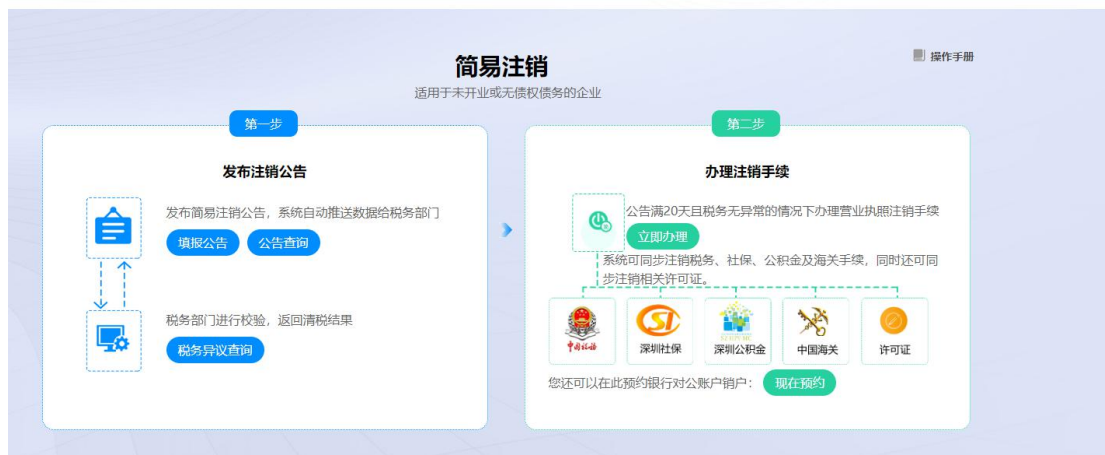 简易注销
操作手册
适用于未开业或无债权债务的企业
第一步
发布注销公告
发布简易注销公告，系统自动推送数据给税务部门
填报公告
公告查询
税务部门进行校验，返回清税结果
税务异议查询
第二步
办理注销手续
公告满20天且税务无异常的情况下办理营业执照注销手续
立即办理
系统可同步注销税务、社保、公积金及海关手续，同时还可同
步注销相关许可证。
中国税务
深圳社保
深圳公积金
中国海关
许可证
您还可以在此预约银行对公账户销户：
现在预约